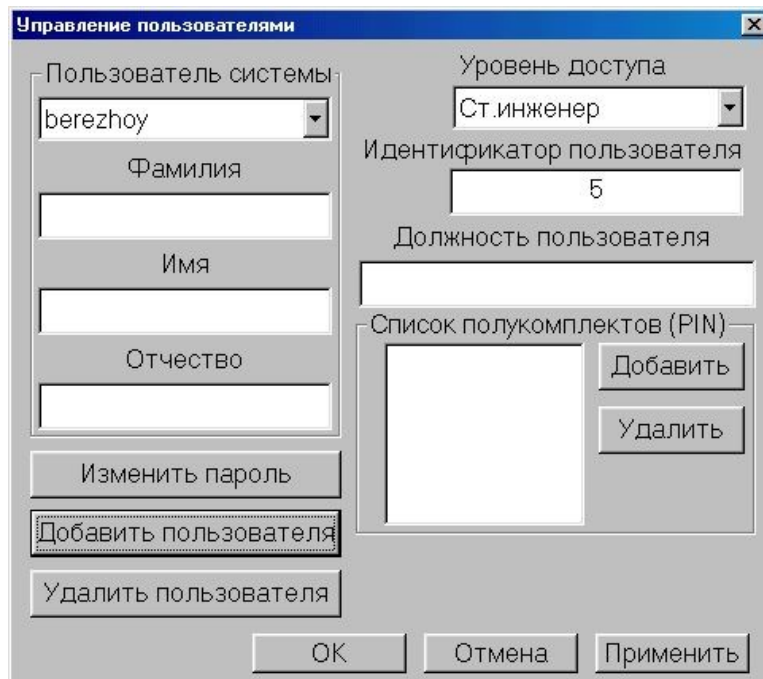 Управление пользователями
Пользователь системы
berezhoy
Фамилия
Имя
Отчество
Изменить пароль
Добавить пользователя
Удалить пользователя
Уровень доступа
Ст.инженер
Идентификатор пользователя
5
Должность пользователя
Список полукомплектов (PIN)
Добавить
Удалить
OK
Отмена
Применить